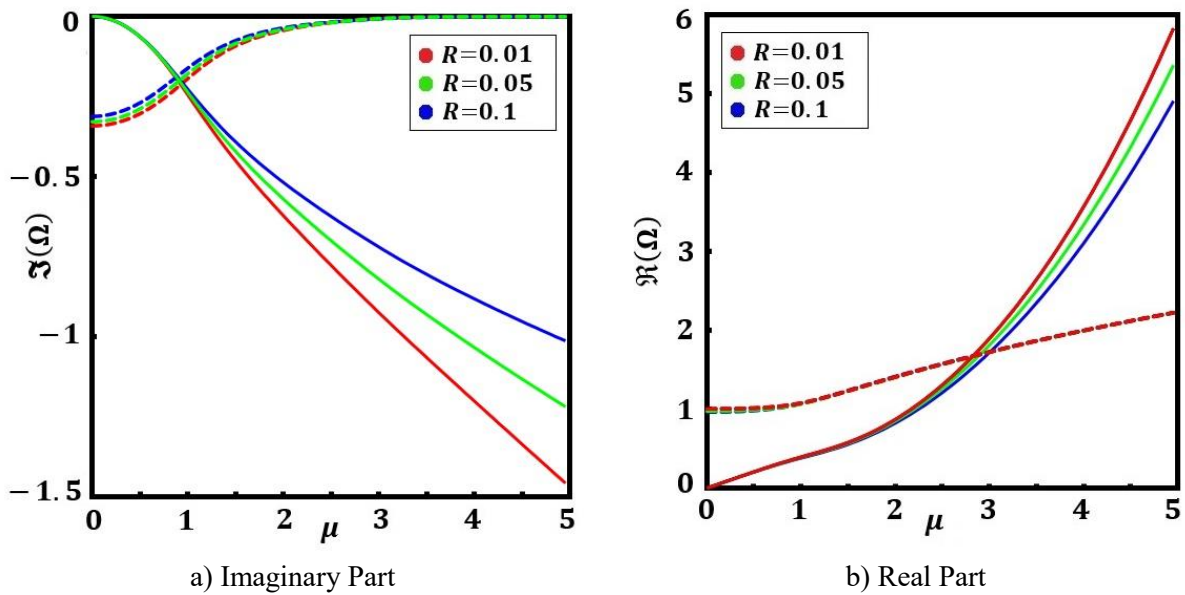 0
−0.5
−1
−1.5
ℑ(Ω)
R=0.01
R=0.05
R=0.1
0 1 2 3 4 5
μ
a) Imaginary Part
6
5
4
3
2
1
0
ℜ(Ω)
R=0.01
R=0.05
R=0.1
0 1 2 3 4 5
μ
b) Real Part